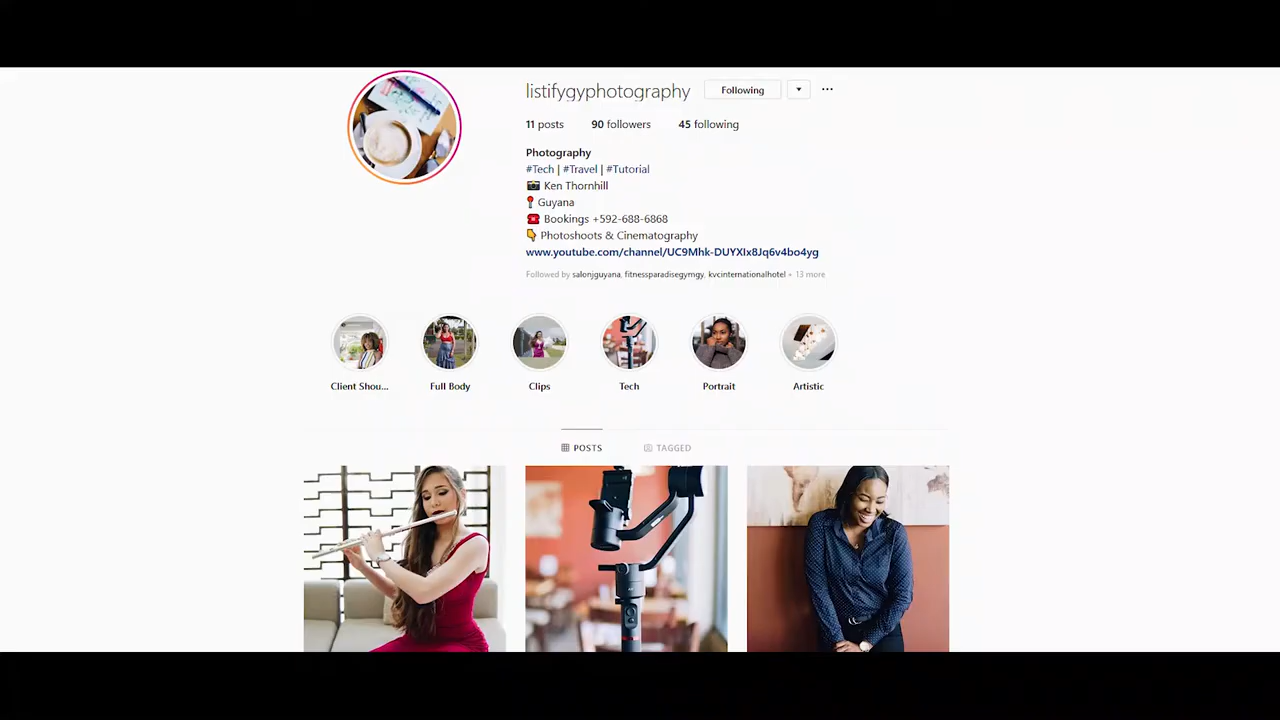 listifygyphotography Following
11 posts 90 followers 45 following
Photography
#Tech | #Travel | #Tutorial
Ken Thornhill
Guyana
Bookings +592-688-6868
Photoshoots & Cinematography
www.youtube.com/channel/UC9Mhk-DUYXIx8Jq6v4bo4yg
Followed by salonjguyana, fitnessparadisegymgy, kvcinternationalhotel • 13 more
Client Shou... Full Body Clips Tech Portrait Artistic
POSTS TAGGED